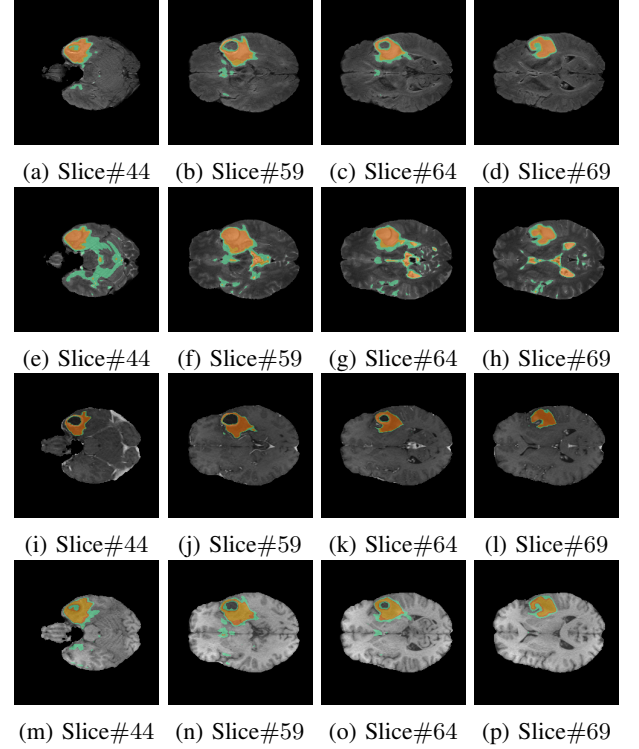 (a) Slice#44 (b) Slice#59 (c) Slice#64 (d) Slice#69
(e) Slice#44 (f) Slice#59 (g) Slice#64 (h) Slice#69
(i) Slice#44 (j) Slice#59 (k) Slice#64 (l) Slice#69
(m) Slice#44 (n) Slice#59 (o) Slice#64 (p) Slice#69